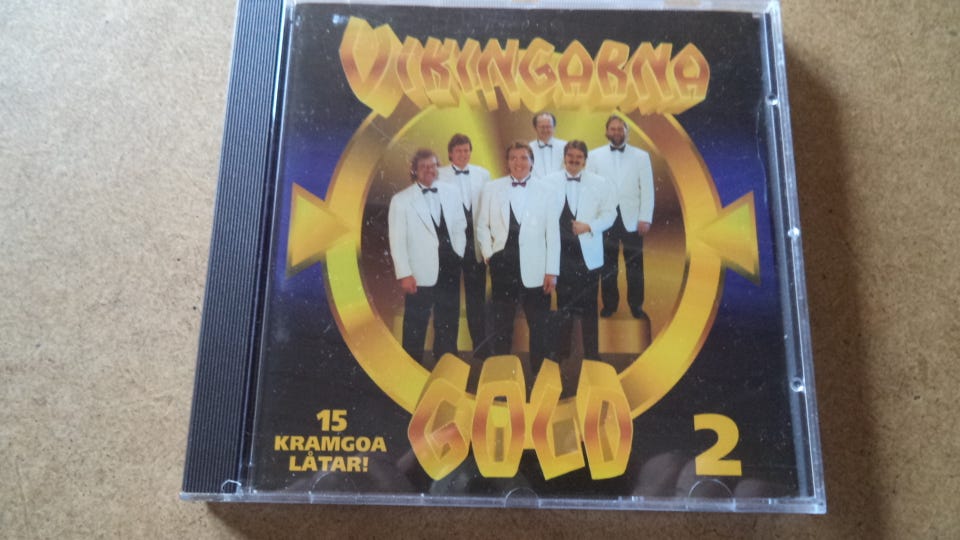 VIKINGARNA
GOLD
15
KRAMGOA
LÅTAR!
2